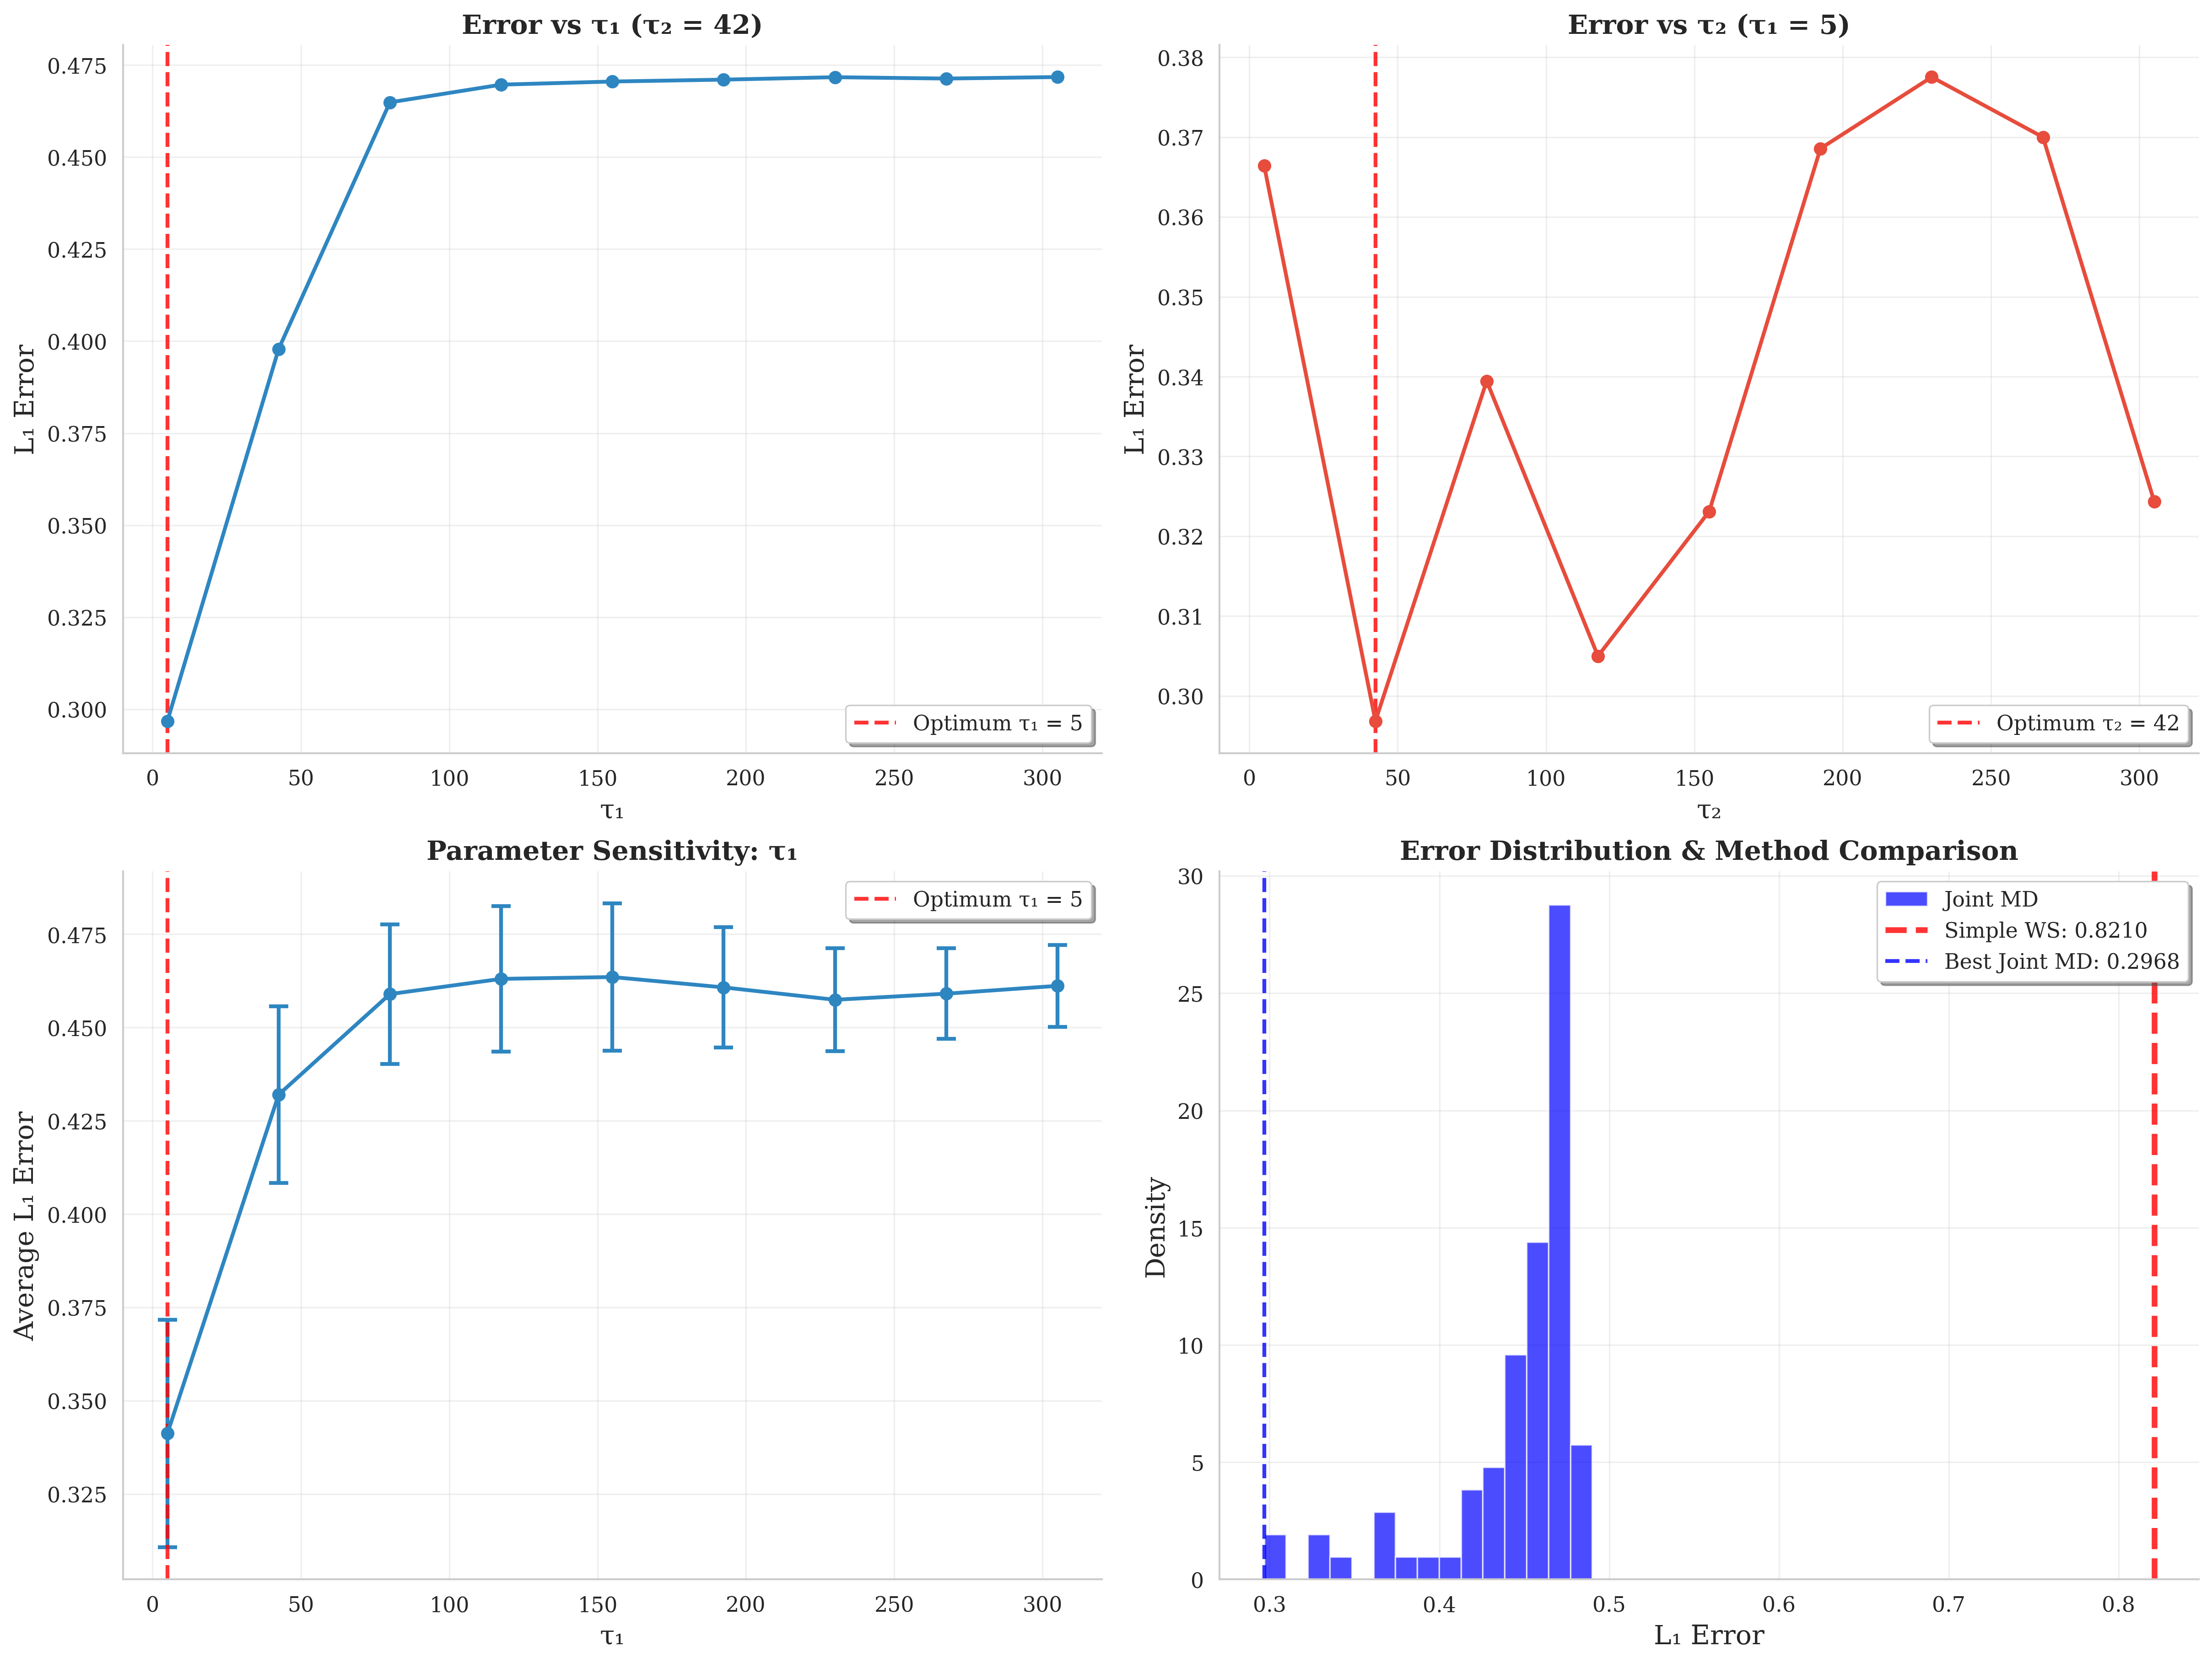 Error vs τ₁ (τ₂ = 42)
L₁ Error
0.475
0.450
0.425
0.400
0.375
0.350
0.325
0.300
0 50 100 150 200 250 300
τ₁
Optimum τ₁ = 5
Error vs τ₂ (τ₁ = 5)
L₁ Error
0.38
0.37
0.36
0.35
0.34
0.33
0.32
0.31
0.30
0 50 100 150 200 250 300
τ₂
Optimum τ₂ = 42
Parameter Sensitivity: τ₁
Average L₁ Error
0.475
0.450
0.425
0.400
0.375
0.350
0.325
0 50 100 150 200 250 300
τ₁
Optimum τ₁ = 5
Error Distribution & Method Comparison
Density
30
25
20
15
10
5
0
0.3 0.4 0.5 0.6 0.7 0.8
L₁ Error
Joint MD
Simple WS: 0.8210
Best Joint MD: 0.2968